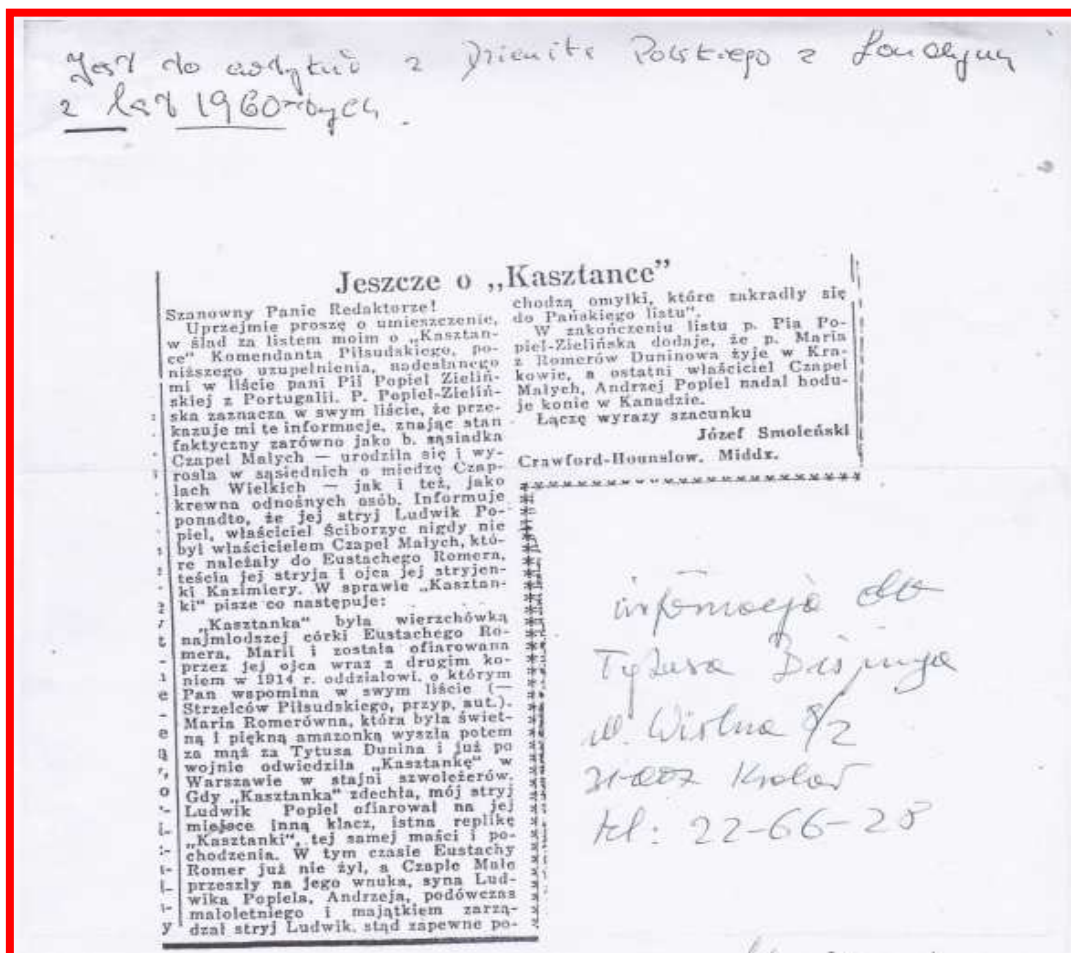 Jest to z Dziennika Polskiego z Londynu
z lat 1960-tych.
Jeszcze o „Kasztance”
Szanowny Panie Redaktorze!
Uprzejmie proszę o umieszczenie,
w ślad za listem moim o „Kasztan-
ce” Komendanta Piłsudskiego, po-
niższego uzupełnienia, nadesłanego
mi w liście pani Pii Popiel Zieliń-
skiej z Portugalii. P. Popiel-Zieliń-
ska zaznacza w swym liście, że prze-
kazuje mi te informacje, znając stan
faktyczny zarówno jako b. sąsiadka
Czapel Małych — urodziła się i wy-
rosła w sąsiednich o miedzę Czap-
lach Wielkich — jak i też, jako
krewna odnośnych osób. Informuje
ponadto, że jej stryj Ludwik Po-
piel, właściciel Ściborzyc nigdy nie
był właścicielem Czapel Małych, któ-
re należały do Eustachego Romera,
teścia jej stryja i ojca jej stryjen-
ki Kazimiery. W sprawie „Kasztan-
ki” pisze co następuje:
„Kasztanka” była wierzchówką
najmłodszej córki Eustachego Ro-
mera, Marii i została ofiarowana
przez jej ojca wraz z drugim ko-
niem w 1914 r. oddziałowi, o którym
Pan wspomina w swym liście (—
Strzelców Piłsudskiego, przyp. aut.).
Maria Romerówna, która była świet-
ną i piękną amazonką wyszła potem
za mąż za Tytusa Dunina i już po
wojnie odwiedziła „Kasztankę” w
Warszawie w stajni szwoleżerów.
Gdy „Kasztanka” zdechła, mój stryj
Ludwik Popiel ofiarował na jej
miejsce inną klacz, istną replikę
„Kasztanki”, tej samej maści i po-
chodzenia. W tym czasie Eustachy
Romer już nie żył, a Czaple Małe
przeszły na jego wnuka, syna Lud-
wika Popiela, Andrzeja, podówczas
małoletniego i majątkiem zarzą-
dzał stryj Ludwik, stąd zapewne po-
chodzą omyłki, które zakradły się
do Pańskiego listu”.
W zakończeniu listu p. Pia Po-
piel-Zielińska dodaje, że p. Maria
z Romerów Duninowa żyje w Kra-
kowie, a ostatni właściciel Czapel
Małych, Andrzej Popiel nadal hodu-
je konie w Kanadzie.
Łączę wyrazy szacunku
Józef Smoleński
Crawford-Hounslow, Middx.
informacja dla
Tytusa
ul. Wiślna 8/2
Kraków
tel: 22-66-28